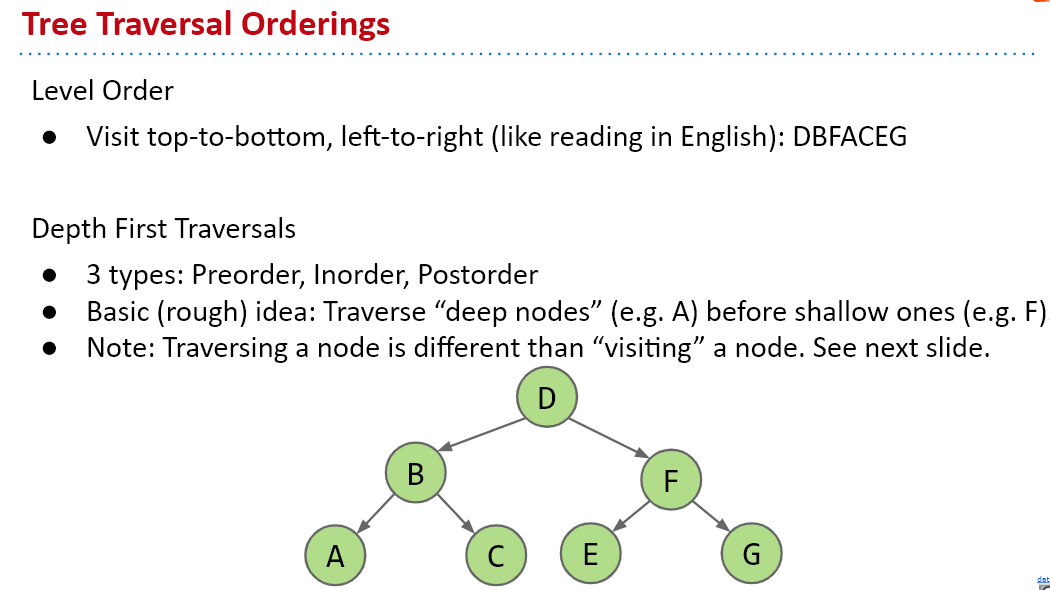 Tree Traversal Orderings
Level Order
● Visit top-to-bottom, left-to-right (like reading in English): DBFACEG
Depth First Traversals
● 3 types: Preorder, Inorder, Postorder
● Basic (rough) idea: Traverse “deep nodes” (e.g. A) before shallow ones (e.g. F)
● Note: Traversing a node is different than “visiting” a node. See next slide.
D
B
F
A
C
E
G
dat